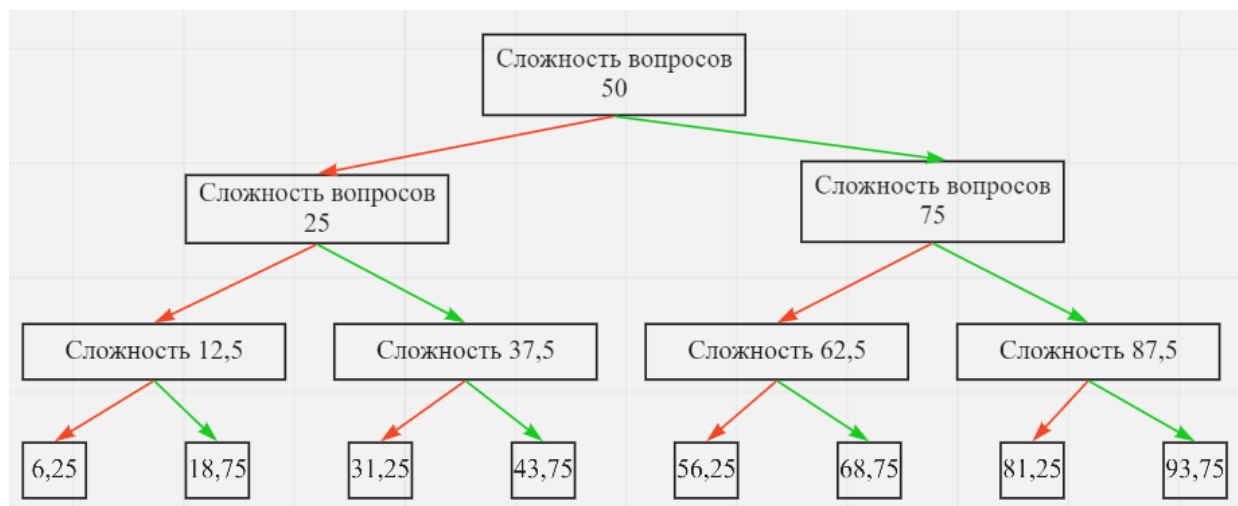 Сложность вопросов
50
Сложность вопросов
25
Сложность вопросов
75
Сложность 12,5
Сложность 37,5
Сложность 62,5
Сложность 87,5
6,25
18,75
31,25
43,75
56,25
68,75
81,25
93,75